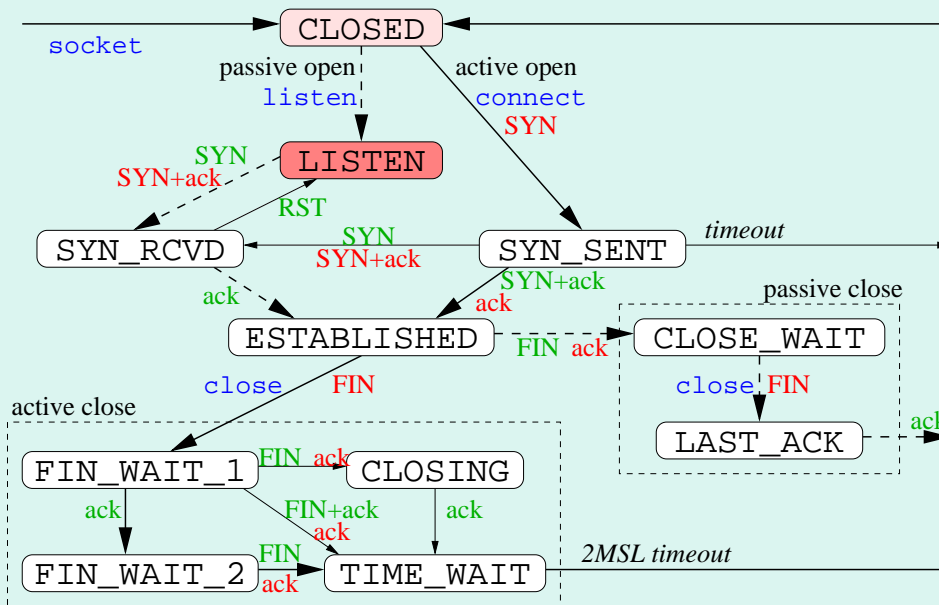 CLOSED
socket
passive open
active open
listen
connect
SYN
LISTEN
SYN
SYN+ack
RST
SYN_RCVD
SYN
SYN+ack
SYN_SENT
timeout
ack
SYN+ack
ack
passive close
ESTABLISHED
FIN ack
CLOSE_WAIT
close
FIN
close FIN
active close
LAST_ACK
ack
FIN_WAIT_1
FIN ack
CLOSING
ack
FIN+ack
ack
ack
FIN_WAIT_2
FIN
ack
TIME_WAIT
2MSL timeout